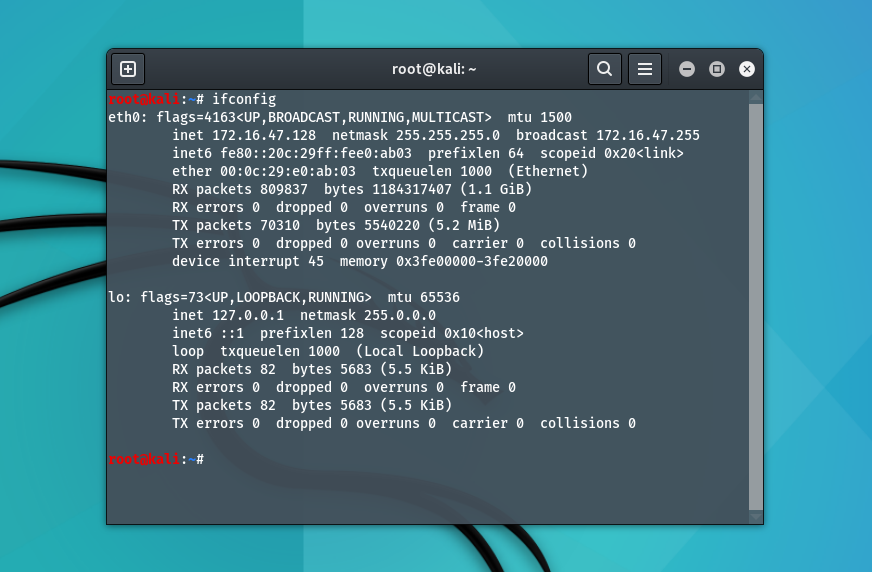 root@kali: ~
root@kali:~# ifconfig
eth0: flags=4163<UP,BROADCAST,RUNNING,MULTICAST>  mtu 1500
        inet 172.16.47.128  netmask 255.255.255.0  broadcast 172.16.47.255
        inet6 fe80::20c:29ff:fee0:ab03  prefixlen 64  scopeid 0x20<link>
        ether 00:0c:29:e0:ab:03  txqueuelen 1000  (Ethernet)
        RX packets 809837  bytes 1184317407 (1.1 GiB)
        RX errors 0  dropped 0  overruns 0  frame 0
        TX packets 70310  bytes 5540220 (5.2 MiB)
        TX errors 0  dropped 0 overruns 0  carrier 0  collisions 0
        device interrupt 45  memory 0x3fe00000-3fe20000

lo: flags=73<UP,LOOPBACK,RUNNING>  mtu 65536
        inet 127.0.0.1  netmask 255.0.0.0
        inet6 ::1  prefixlen 128  scopeid 0x10<host>
        loop  txqueuelen 1000  (Local Loopback)
        RX packets 82  bytes 5683 (5.5 KiB)
        RX errors 0  dropped 0  overruns 0  frame 0
        TX packets 82  bytes 5683 (5.5 KiB)
        TX errors 0  dropped 0 overruns 0  carrier 0  collisions 0

root@kali:~#